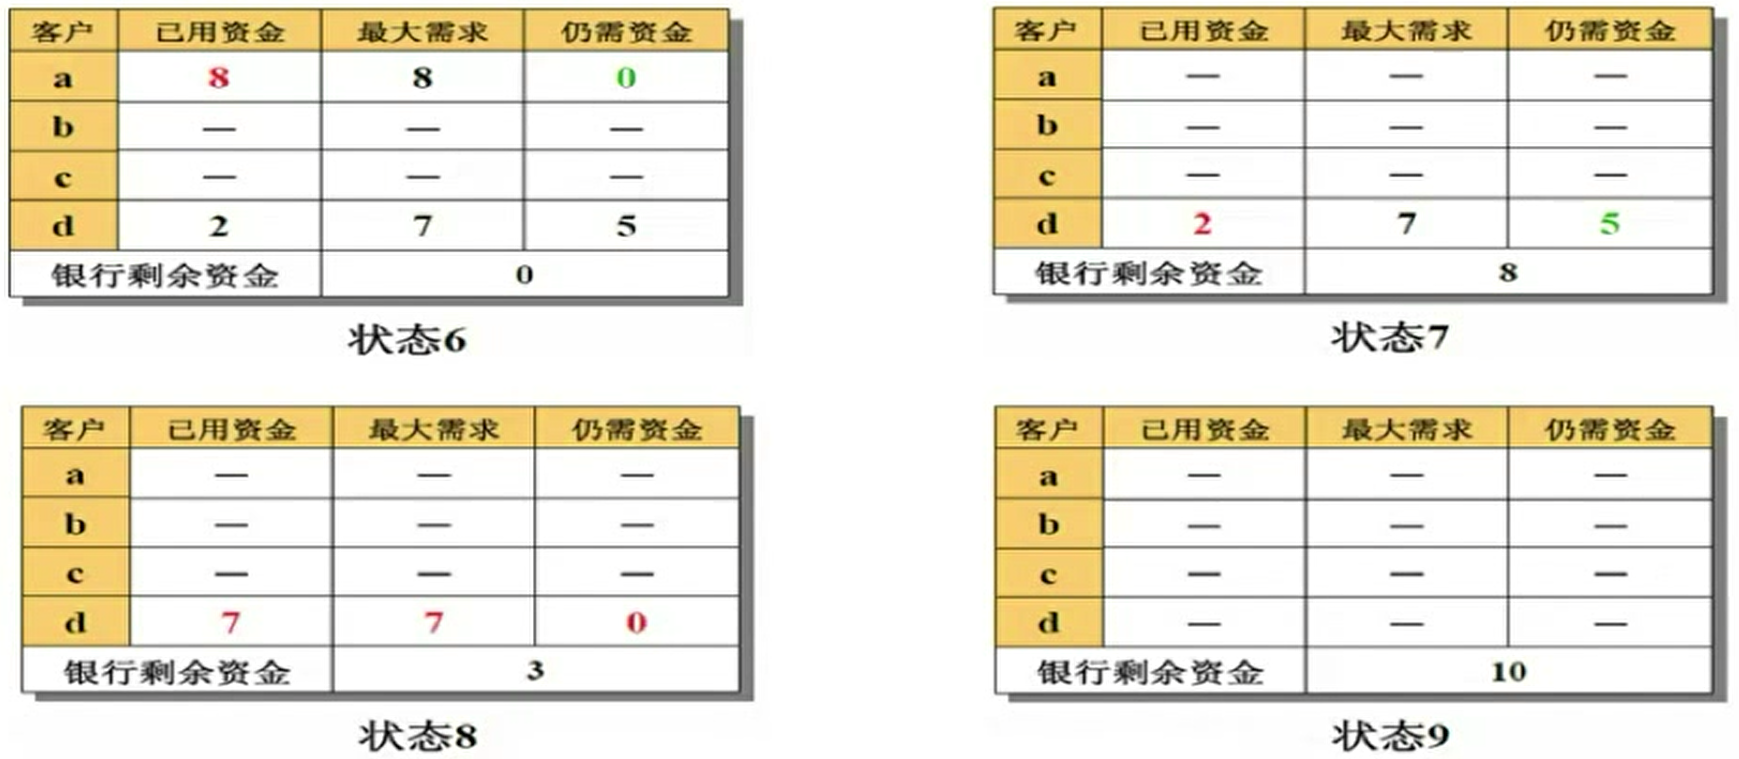 客户 已用资金 最大需求 仍需资金
a 8 8 0
b — — —
c — — —
d 2 7 5
银行剩余资金 0
状态6
客户 已用资金 最大需求 仍需资金
a — — —
b — — —
c — — —
d 2 7 5
银行剩余资金 8
状态7
客户 已用资金 最大需求 仍需资金
a — — —
b — — —
c — — —
d 7 7 0
银行剩余资金 3
状态8
客户 已用资金 最大需求 仍需资金
a — — —
b — — —
c — — —
d — — —
银行剩余资金 10
状态9